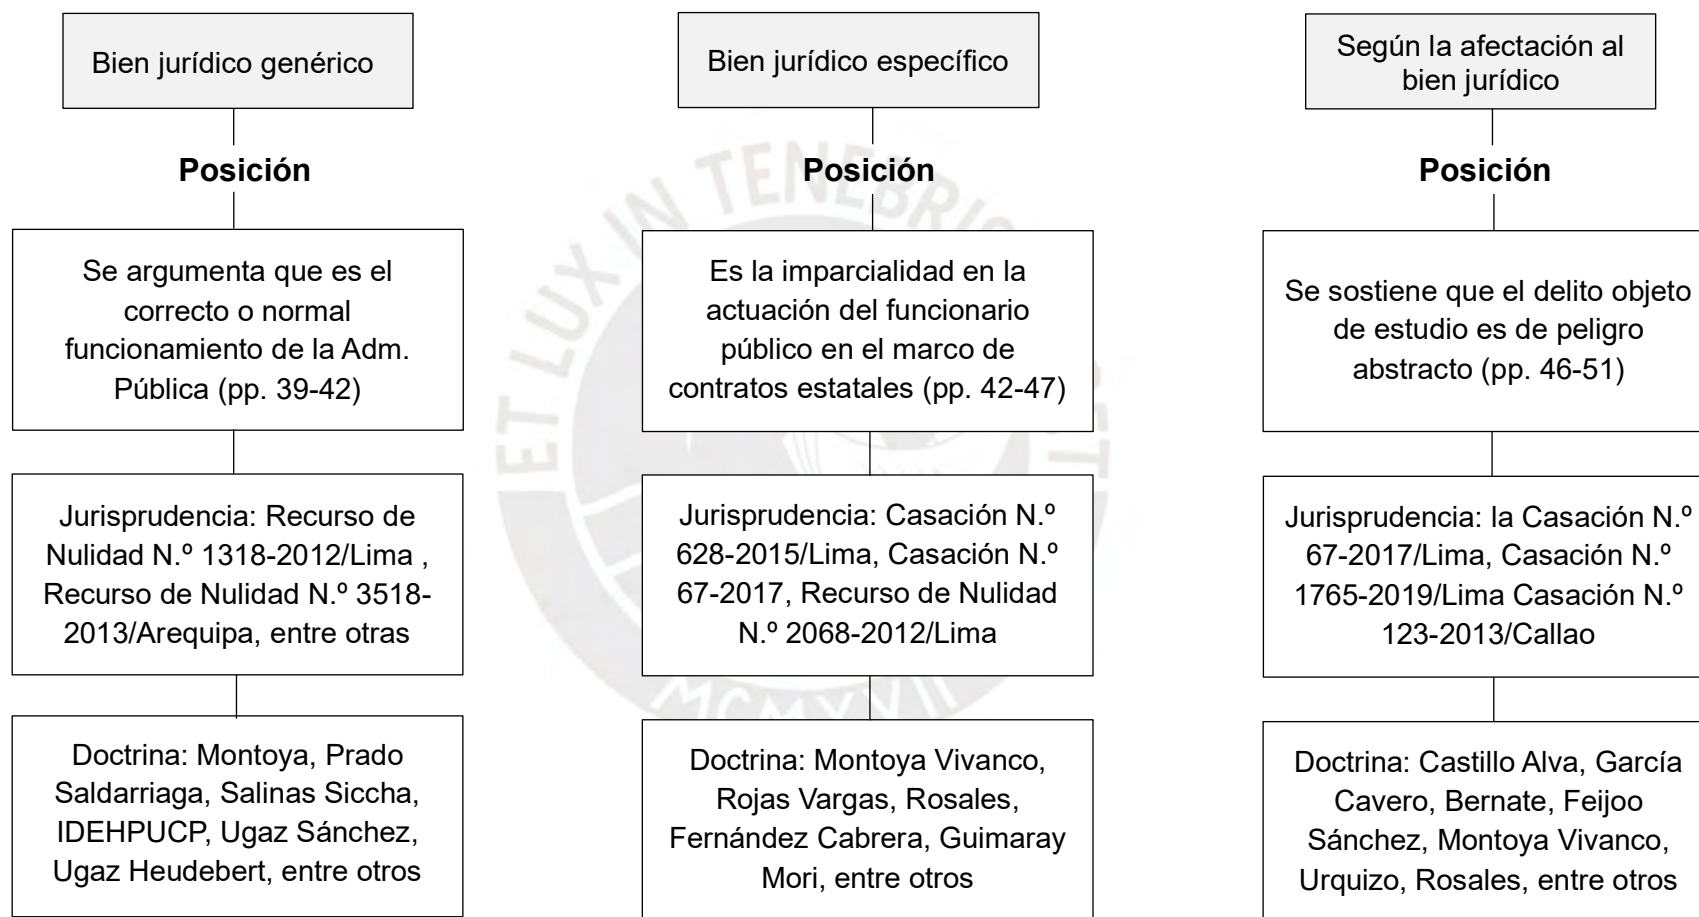 Bien jurídico genérico
Posición
Se argumenta que es el
correcto o normal
funcionamiento de la Adm.
Pública (pp. 39-42)
Jurisprudencia: Recurso de
Nulidad N.º 1318-2012/Lima ,
Recurso de Nulidad N.º 3518-
2013/Arequipa, entre otras
Doctrina: Montoya, Prado
Saldarriaga, Salinas Siccha,
IDEHPUCP, Ugaz Sánchez,
Ugaz Heudebert, entre otros
Bien jurídico específico
Posición
Es la imparcialidad en la
actuación del funcionario
público en el marco de
contratos estatales (pp. 42-47)
Jurisprudencia: Casación N.º
628-2015/Lima, Casación N.º
67-2017, Recurso de Nulidad
N.º 2068-2012/Lima
Doctrina: Montoya Vivanco,
Rojas Vargas, Rosales,
Fernández Cabrera, Guimaray
Mori, entre otros
Según la afectación al
bien jurídico
Posición
Se sostiene que el delito objeto
de estudio es de peligro
abstracto (pp. 46-51)
Jurisprudencia: la Casación N.º
67-2017/Lima, Casación N.º
1765-2019/Lima Casación N.º
123-2013/Callao
Doctrina: Castillo Alva, García
Cavero, Bernate, Feijoo
Sánchez, Montoya Vivanco,
Urquizo, Rosales, entre otros
ET LUX IN TENEBRIS
MCMXVII